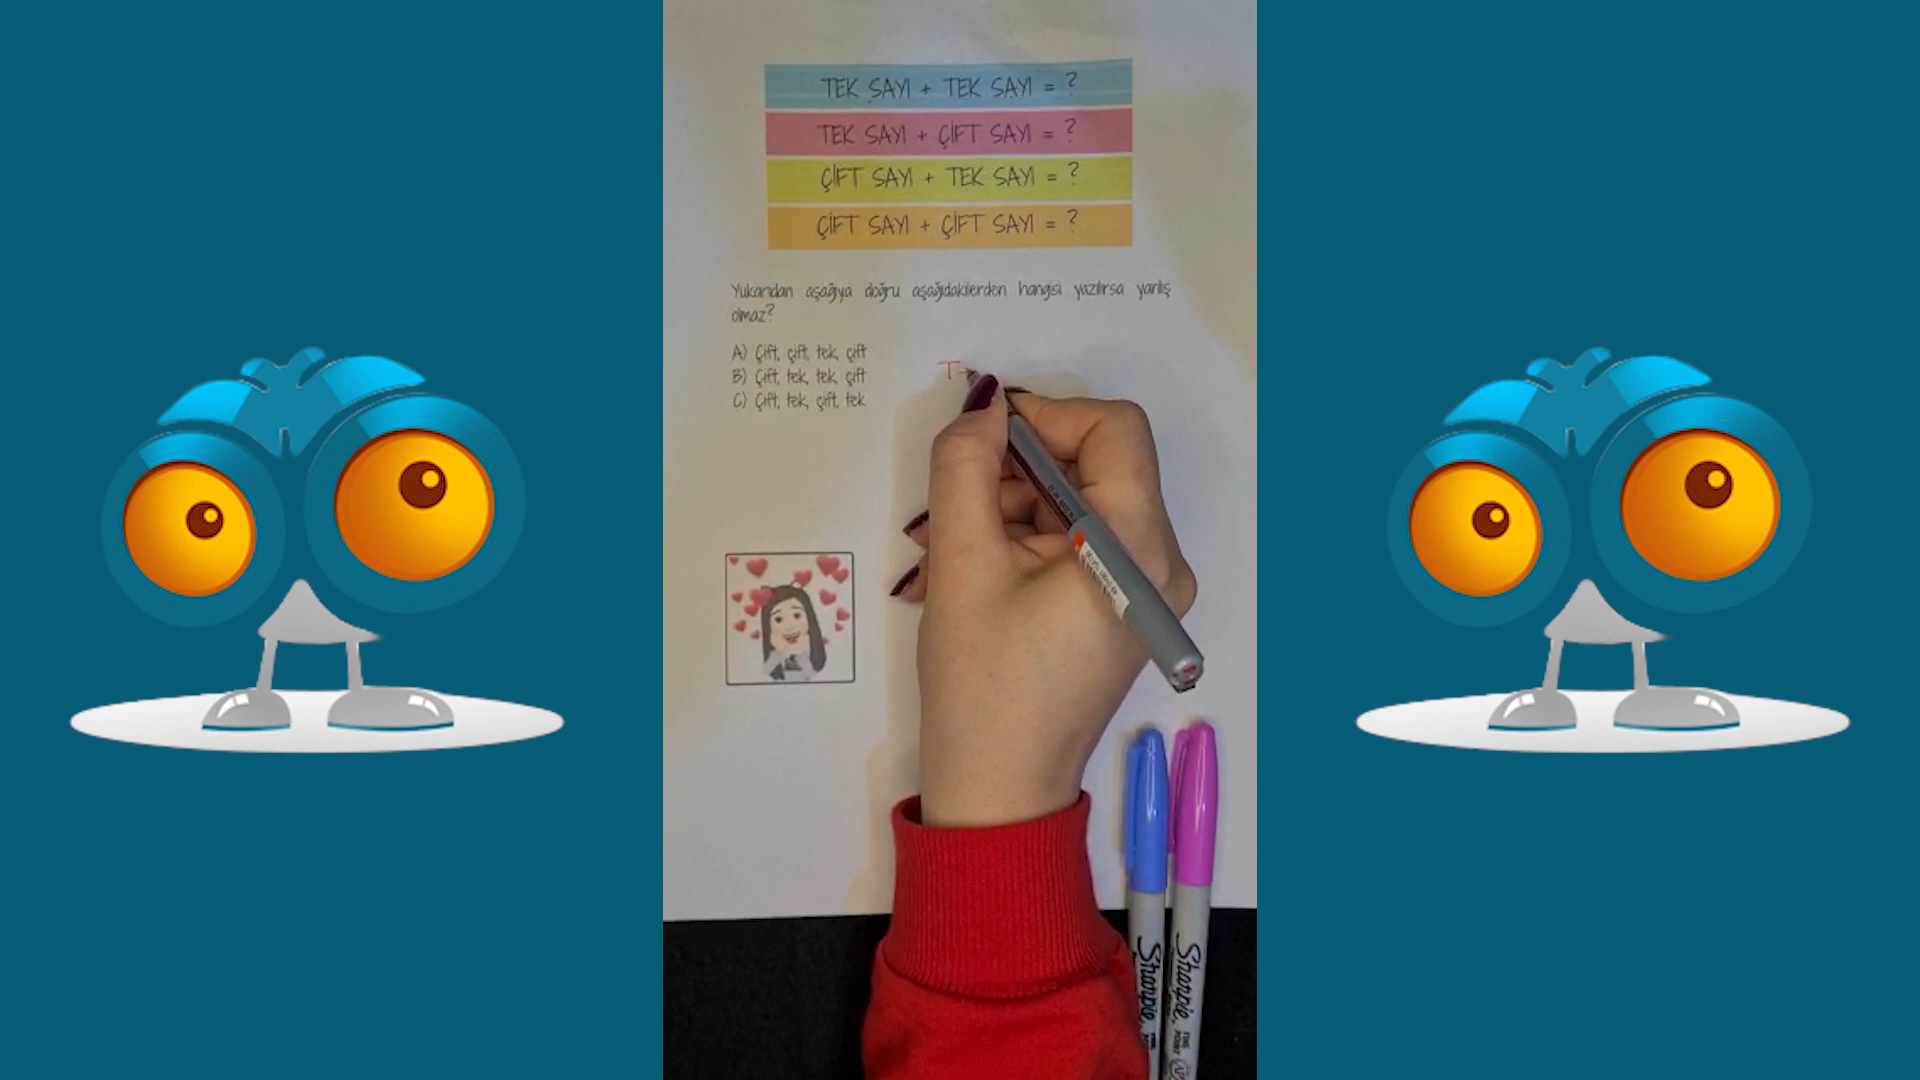 TEK SAYI + TEK SAYI = ?
TEK SAYI + ÇİFT SAYI = ?
ÇİFT SAYI + TEK SAYI = ?
ÇİFT SAYI + ÇİFT SAYI = ?
Yukarıdan aşağıya doğru aşağıdakilerden hangisi yazılırsa yanlış
olmaz?
A) Çift, çift, tek, çift
B) Çift, tek, tek, çift
C) Çift, tek, çift, tek
T+
Sharpie
Sharpie